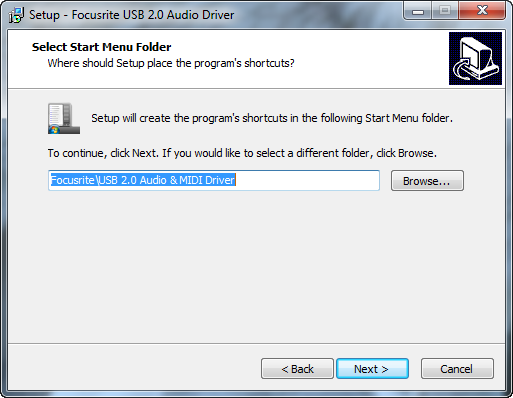 Setup - Focusrite USB 2.0 Audio Driver
Select Start Menu Folder
Where should Setup place the program's shortcuts?
Setup will create the program's shortcuts in the following Start Menu folder.
To continue, click Next. If you would like to select a different folder, click Browse.
Focusrite\USB 2.0 Audio & MIDI Driver
Browse...
< Back
Next >
Cancel